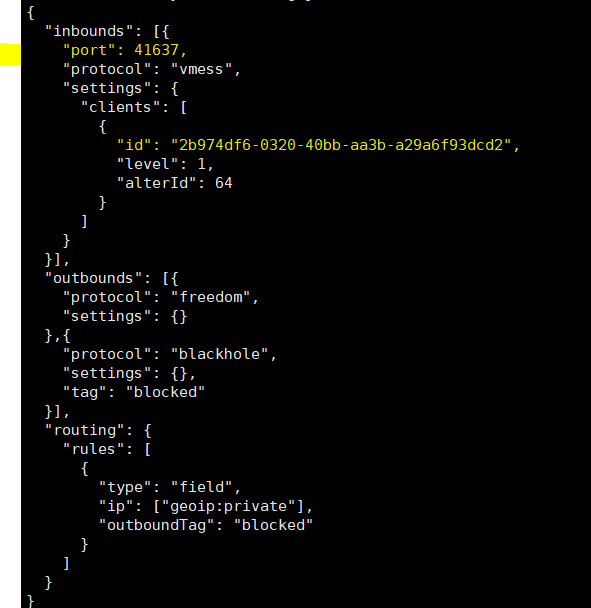 {
  "inbounds": [{
    "port": 41637,
    "protocol": "vmess",
    "settings": {
      "clients": [
        {
          "id": "2b974df6-0320-40bb-aa3b-a29a6f93dcd2",
          "level": 1,
          "alterId": 64
        }
      ]
    }
  }],
  "outbounds": [{
    "protocol": "freedom",
    "settings": {}
  },{
    "protocol": "blackhole",
    "settings": {},
    "tag": "blocked"
  }],
  "routing": {
    "rules": [
      {
        "type": "field",
        "ip": ["geoip:private"],
        "outboundTag": "blocked"
      }
    ]
  }
}